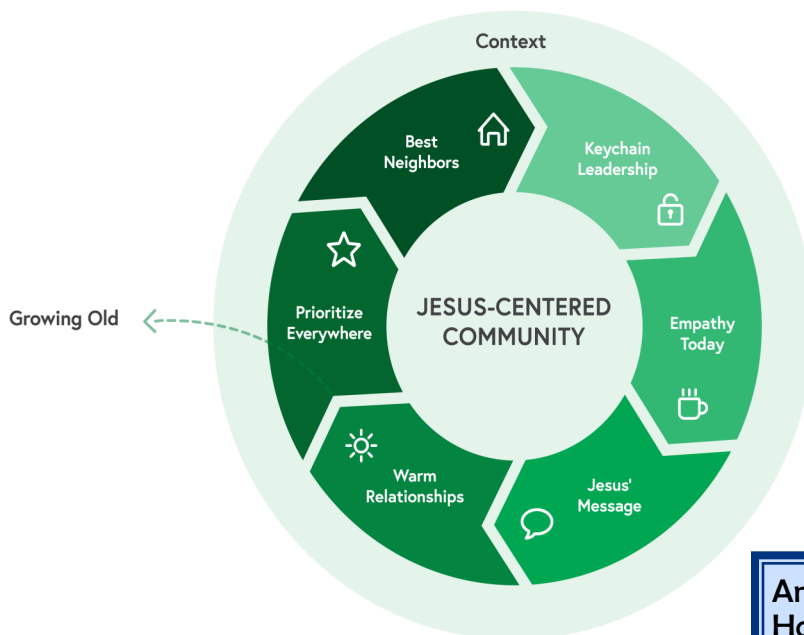 Context
Best
Neighbors
Keychain
Leadership
Prioritize
Everywhere
JESUS-CENTERED
COMMUNITY
Empathy
Today
Growing Old
Warm
Relationships
Jesus'
Message